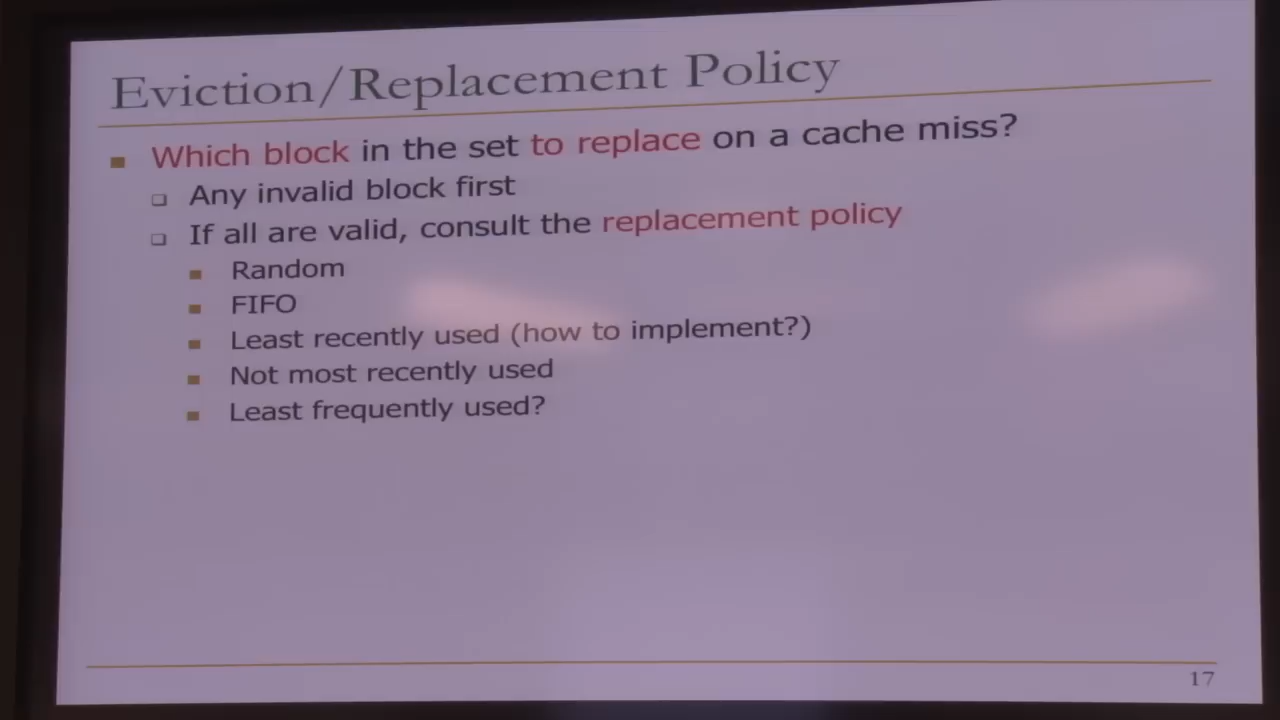 Eviction/Replacement Policy
Which block in the set to replace on a cache miss?
Any invalid block first
If all are valid, consult the replacement policy
Random
FIFO
Least recently used (how to implement?)
Not most recently used
Least frequently used?
17